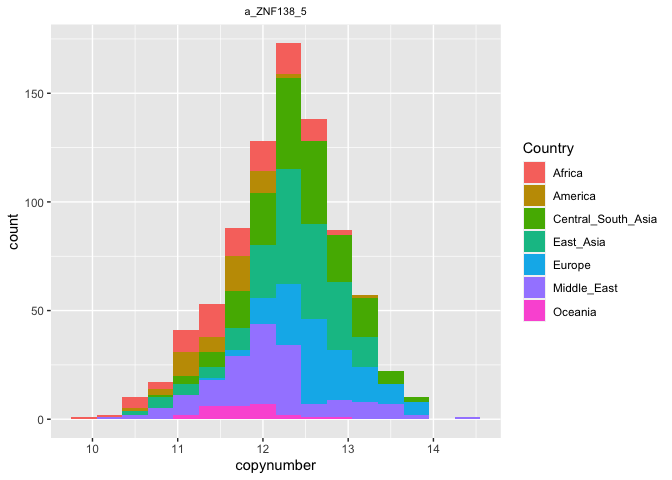 a_ZNF138_5
150
100
50
0
count
10 11 12 13 14
copynumber
Country
Africa
America
Central_South_Asia
East_Asia
Europe
Middle_East
Oceania